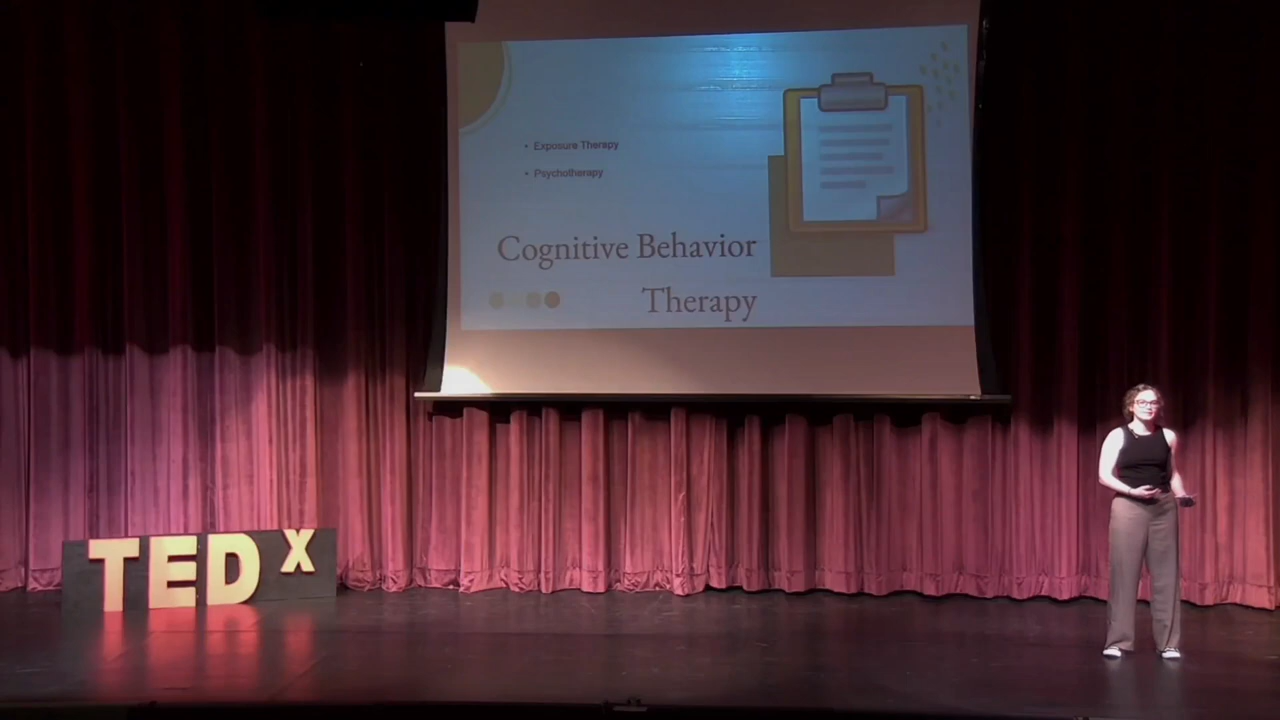 • Exposure Therapy
• Psychotherapy
Cognitive Behavior
Therapy
TEDx